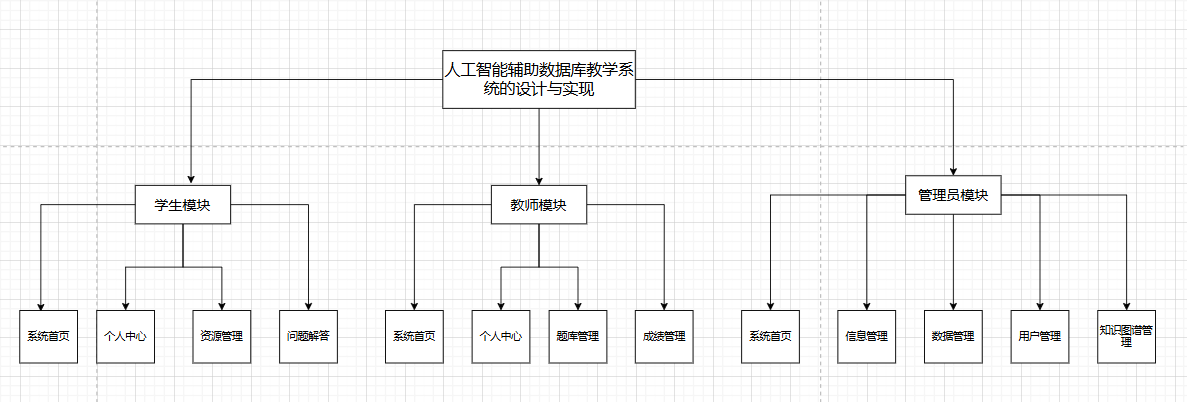 人工智能辅助数据库教学系
统的设计与实现
学生模块
教师模块
管理员模块
系统首页
个人中心
资源管理
问题解答
系统首页
个人中心
题库管理
成绩管理
系统首页
信息管理
数据管理
用户管理
知识图谱管
理